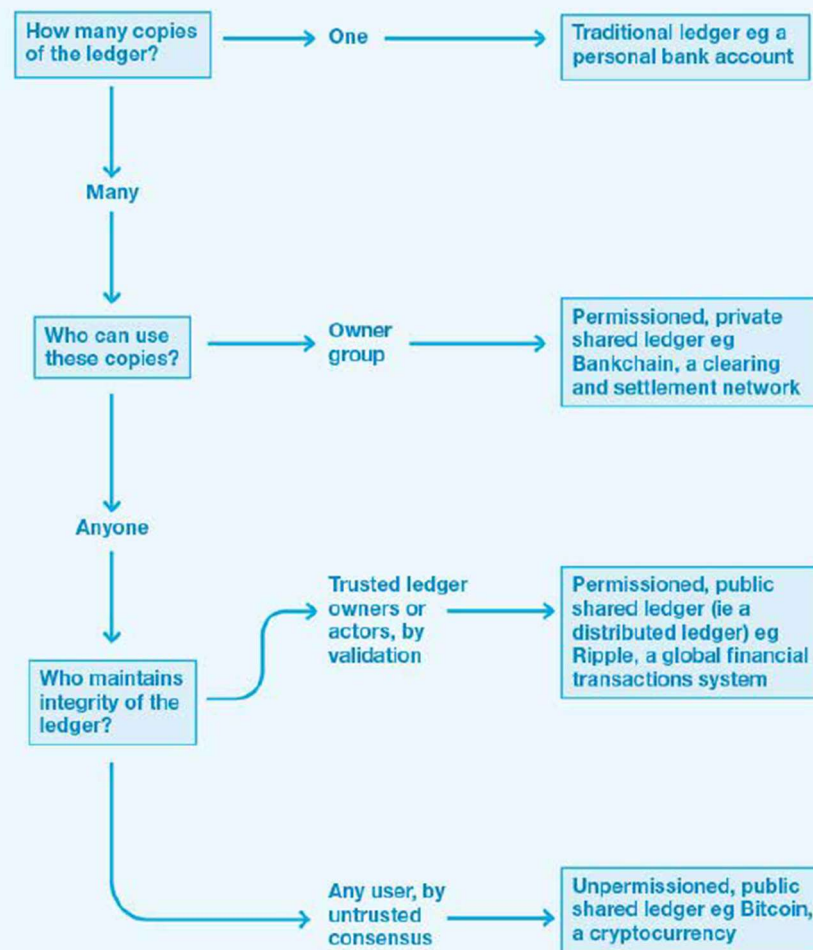 How many copies
of the ledger?
One
Traditional ledger eg a
personal bank account
Many
Who can use
these copies?
Owner
group
Permissioned, private
shared ledger eg
Bankchain, a clearing
and settlement network
Anyone
Who maintains
integrity of the
ledger?
Trusted ledger
owners or
actors, by
validation
Permissioned, public
shared ledger (ie a
distributed ledger) eg
Ripple, a global financial
transactions system
Any user, by
untrusted
consensus
Unpermissioned, public
shared ledger eg Bitcoin,
a cryptocurrency